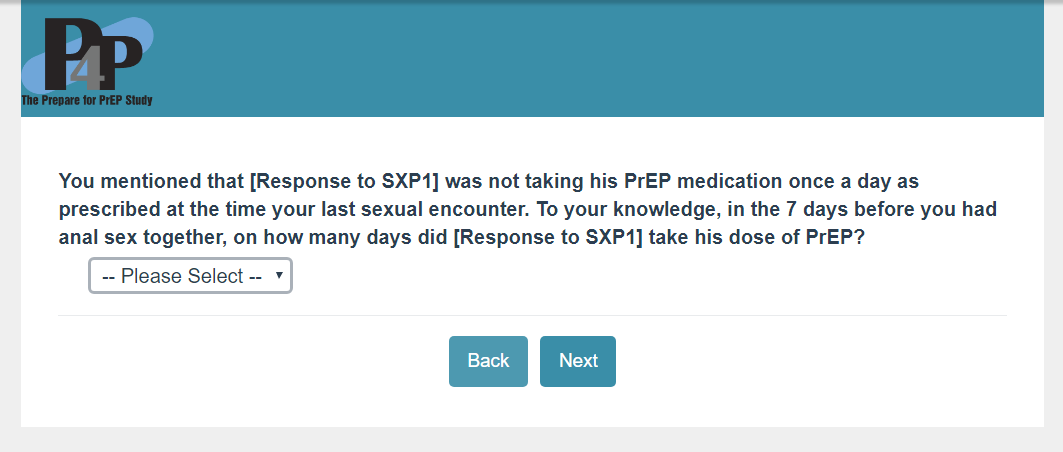 P4P
The Prepare for PrEP Study
You mentioned that [Response to SXP1] was not taking his PrEP medication once a day as
prescribed at the time your last sexual encounter. To your knowledge, in the 7 days before you had
anal sex together, on how many days did [Response to SXP1] take his dose of PrEP?
-- Please Select --
Back Next